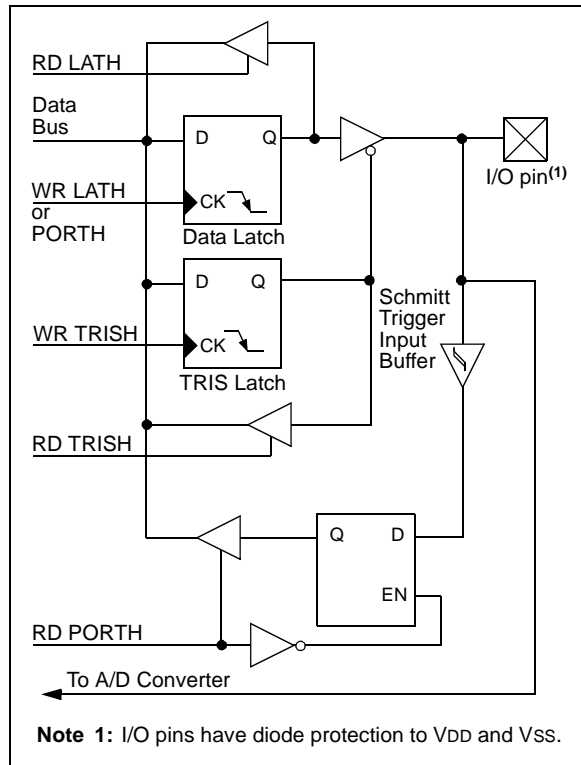 RD LATH
Data
Bus
D Q
I/O pin(1)
WR LATH
or
PORTH
CK
Data Latch
D Q
Schmitt
Trigger
Input
Buffer
WR TRISH
CK
TRIS Latch
RD TRISH
Q D
EN
RD PORTH
To A/D Converter
Note 1: I/O pins have diode protection to VDD and VSS.